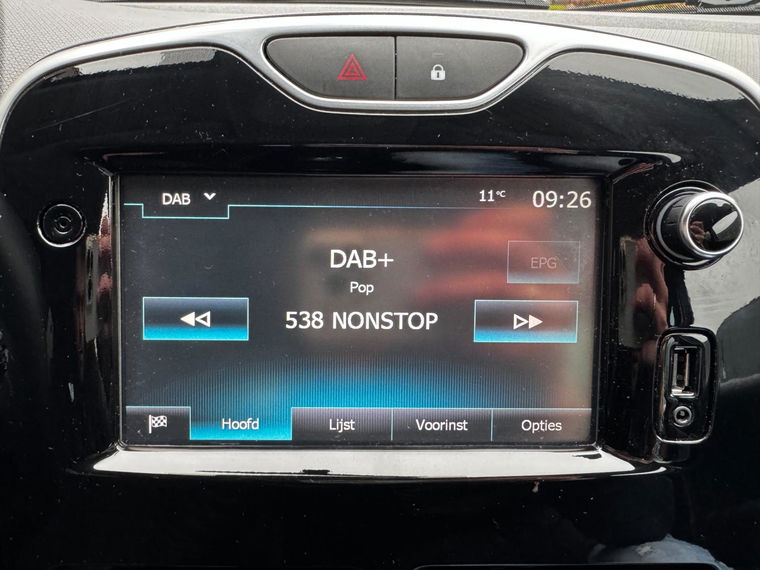 DAB
11°C
09:26
DAB+
EPG
Pop
538 NONSTOP
Hoofd
Lijst
Voorinst
Opties